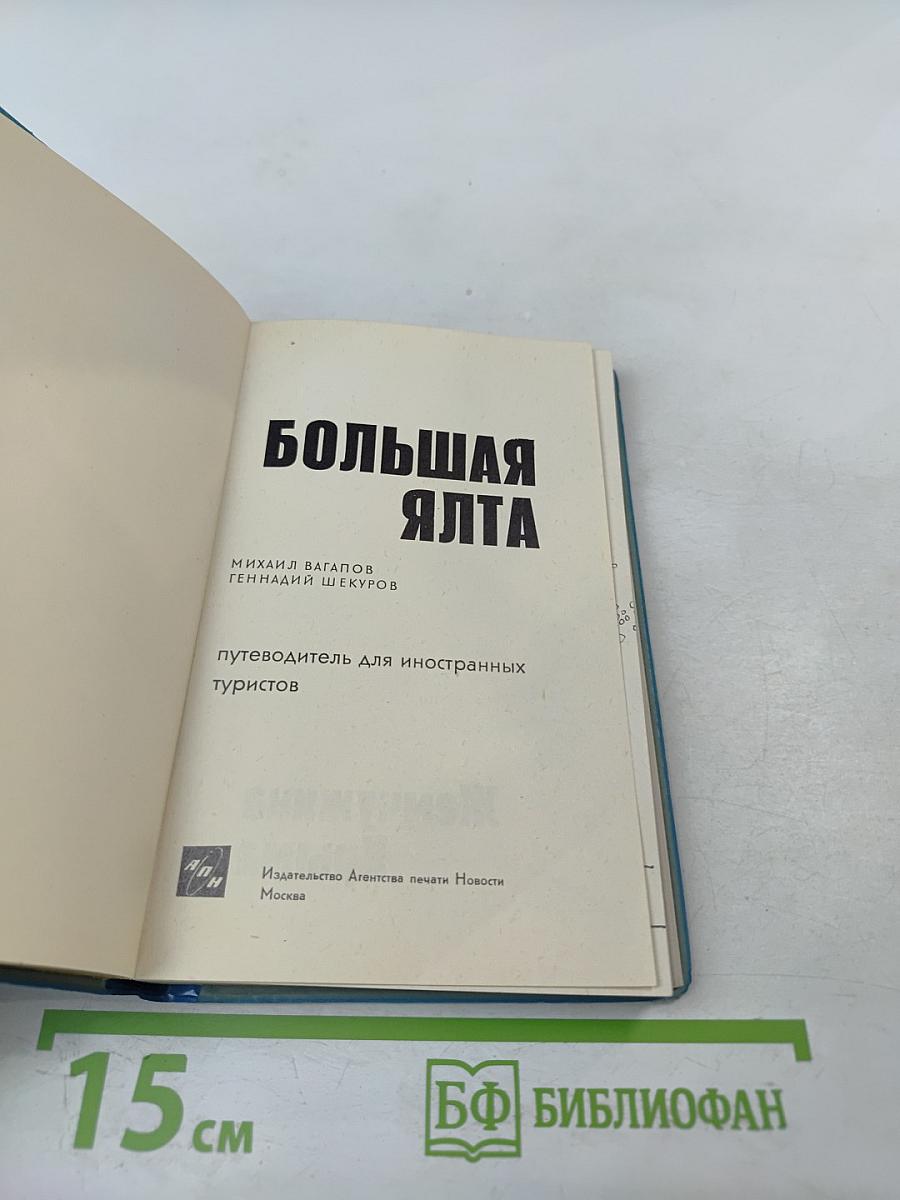 БОЛЬШАЯ
ЯЛТА
МИХАИЛ ВАГАПОВ
ГЕННАДИЙ ШЕКУРОВ
путеводитель для иностранных
туристов
АПН
Издательство Агентства печати Новости
Москва
15 см
БФ БИБЛИОФАН